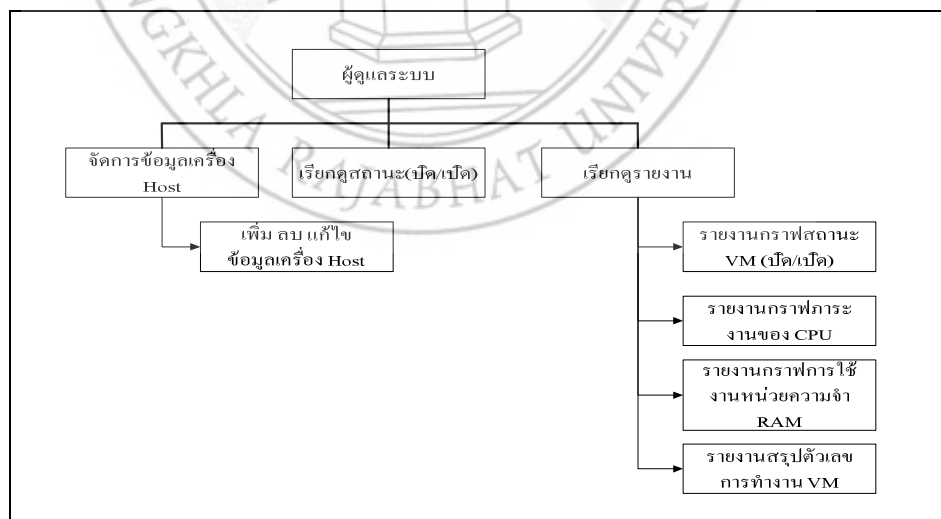 ผู้ดูแลระบบ
จัดการข้อมูลเครื่อง
Host
เรียกดูสถานะ(ปิด/เปิด)
เรียกดูรายงาน
เพิ่ม ลบ แก้ไข
ข้อมูลเครื่อง Host
รายงานกราฟสถานะ
VM (ปิด/เปิด)
รายงานกราฟภาระ
งานของ CPU
รายงานกราฟการใช้
งานหน่วยความจำ
RAM
รายงานสรุปตัวเลข
การทำงาน VM
NGKHLA RAJABHAT UNIVER